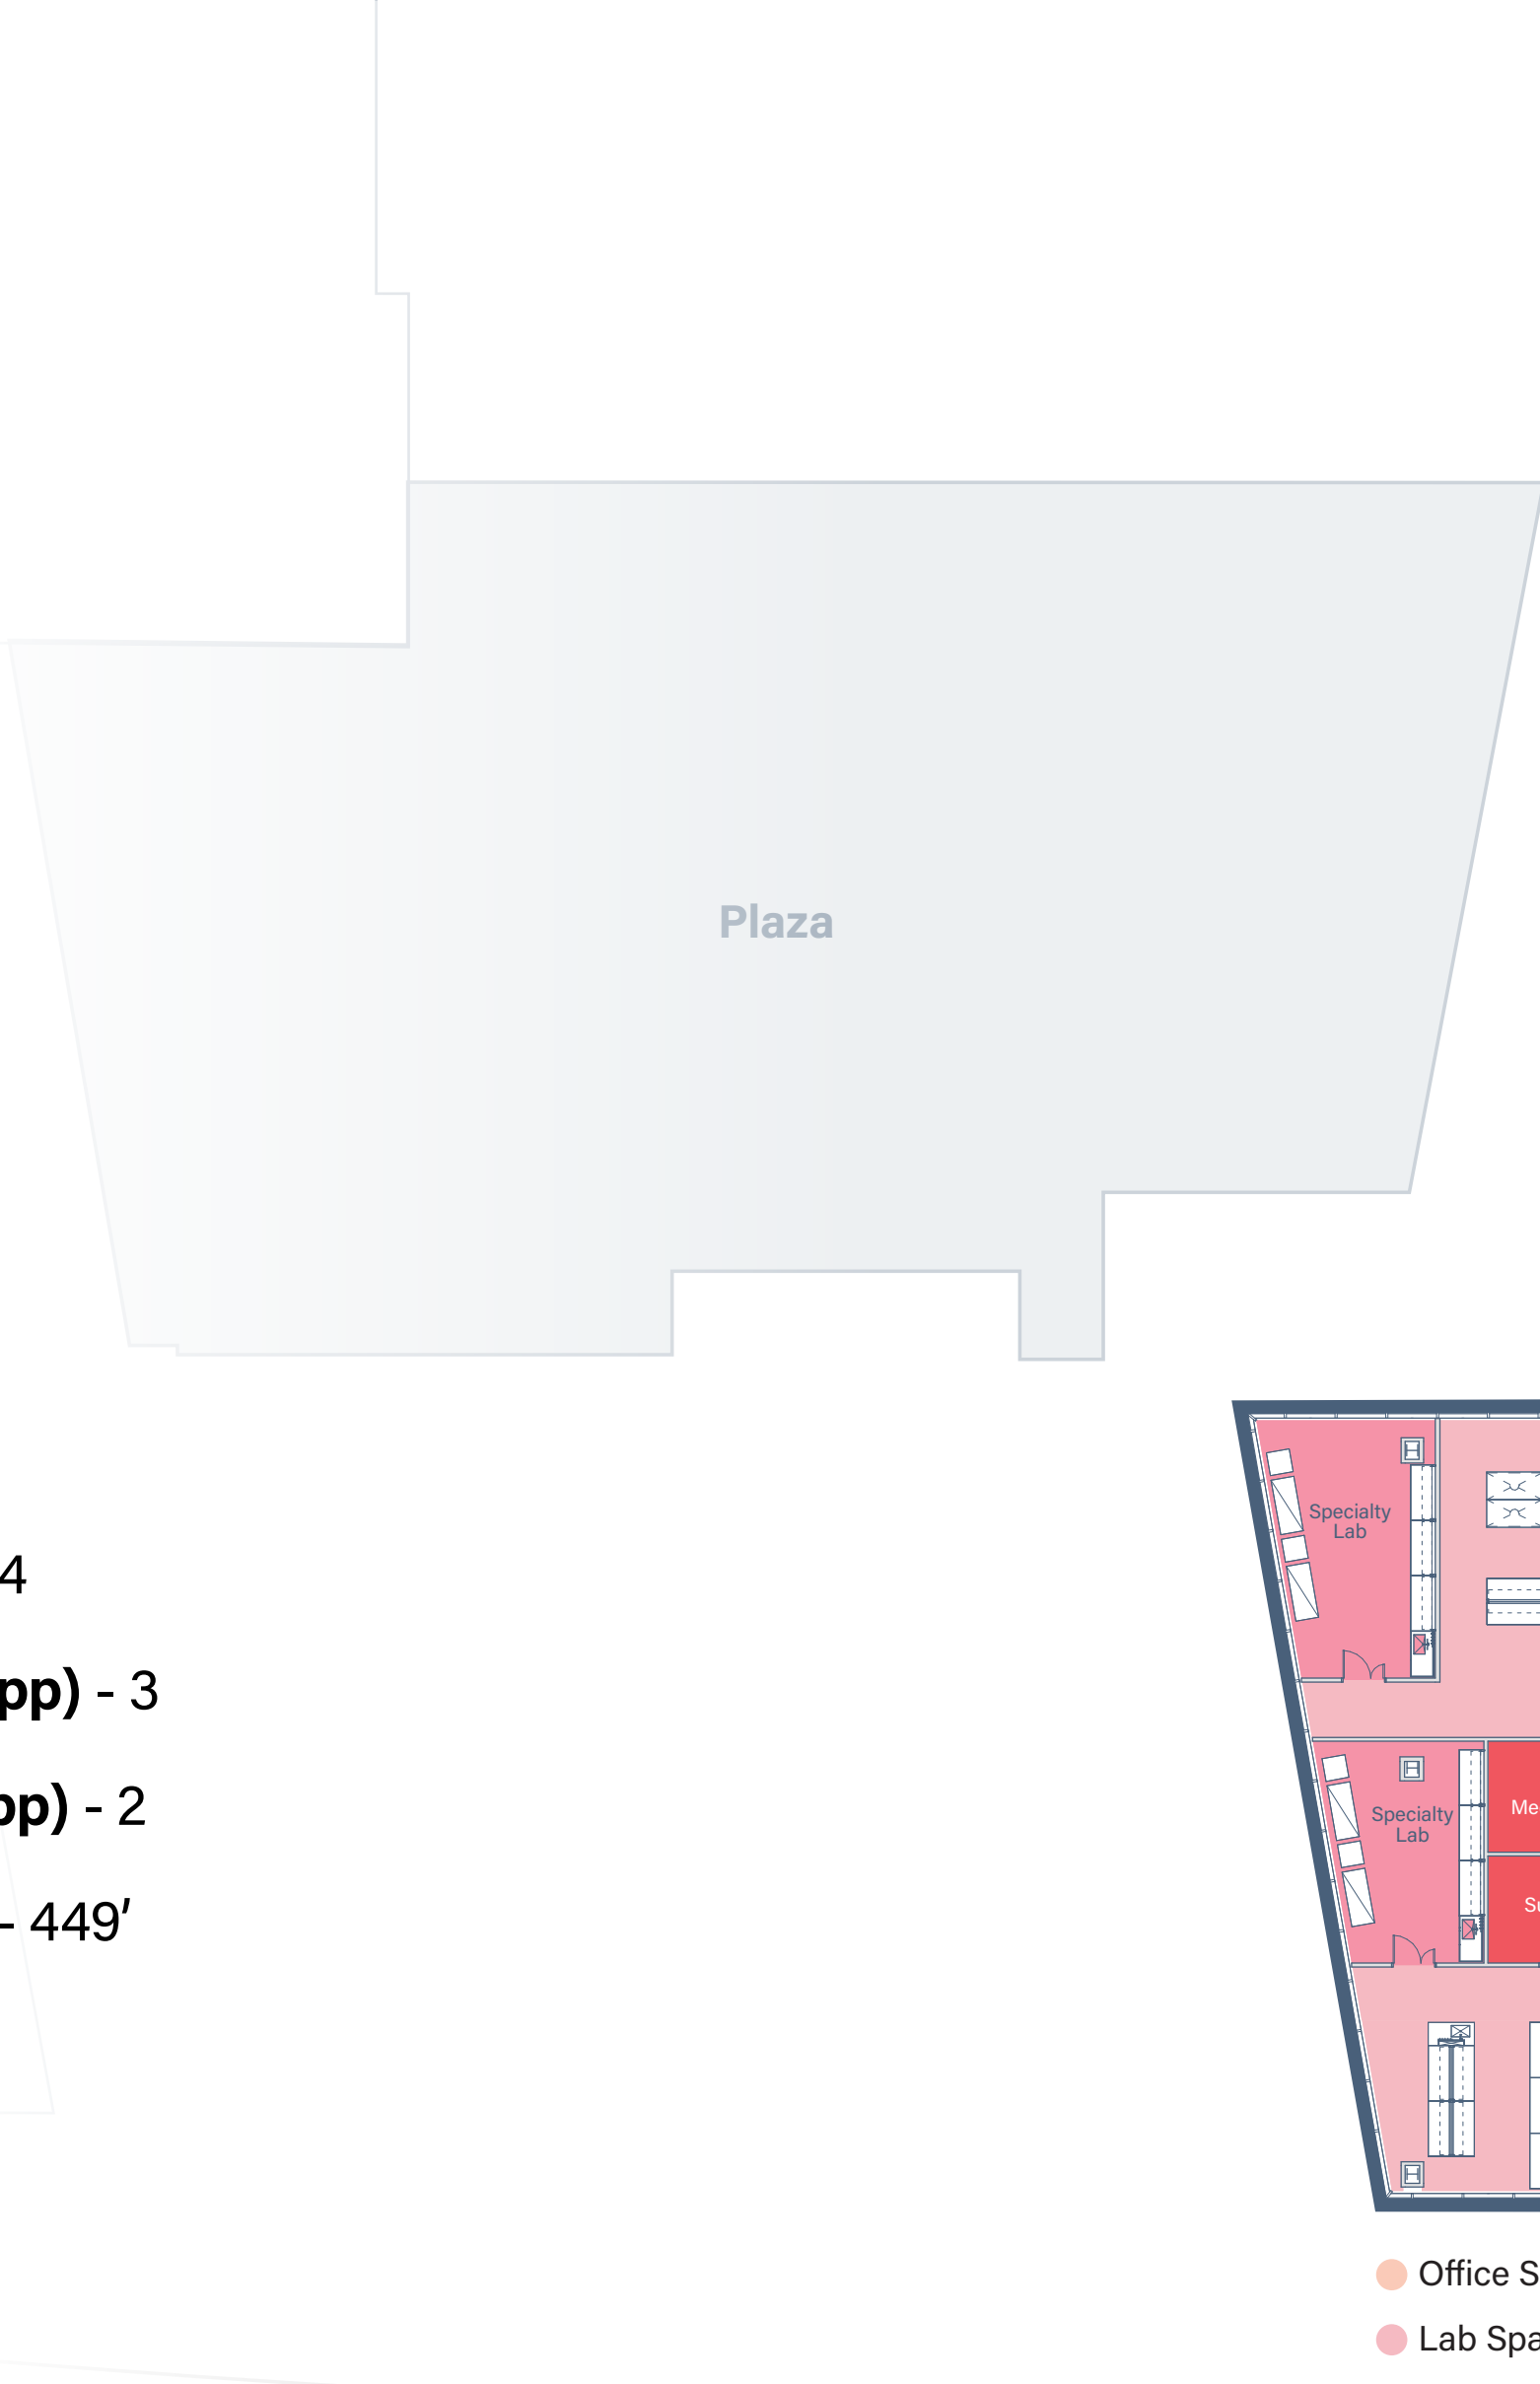 Plaza
4
pp) - 3
pp) - 2
- 449’
Specialty
Lab
Specialty
Lab
Me
Su
Office S
Lab Spa